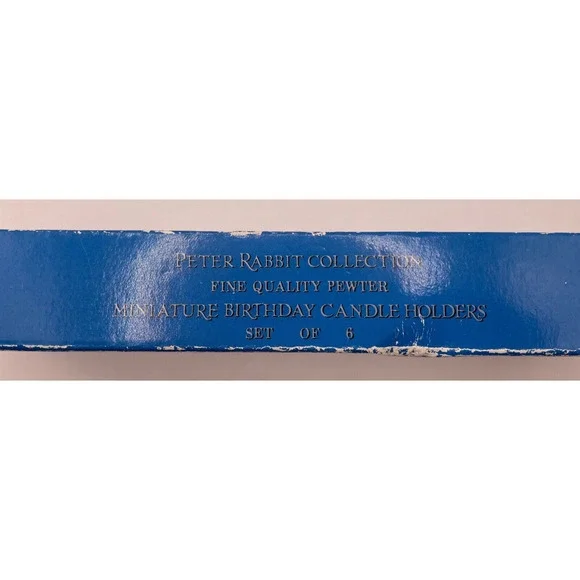 PETER RABBIT COLLECTION
FINE QUALITY PEWTER
MINIATURE BIRTHDAY CANDLE HOLDERS
SET OF 6